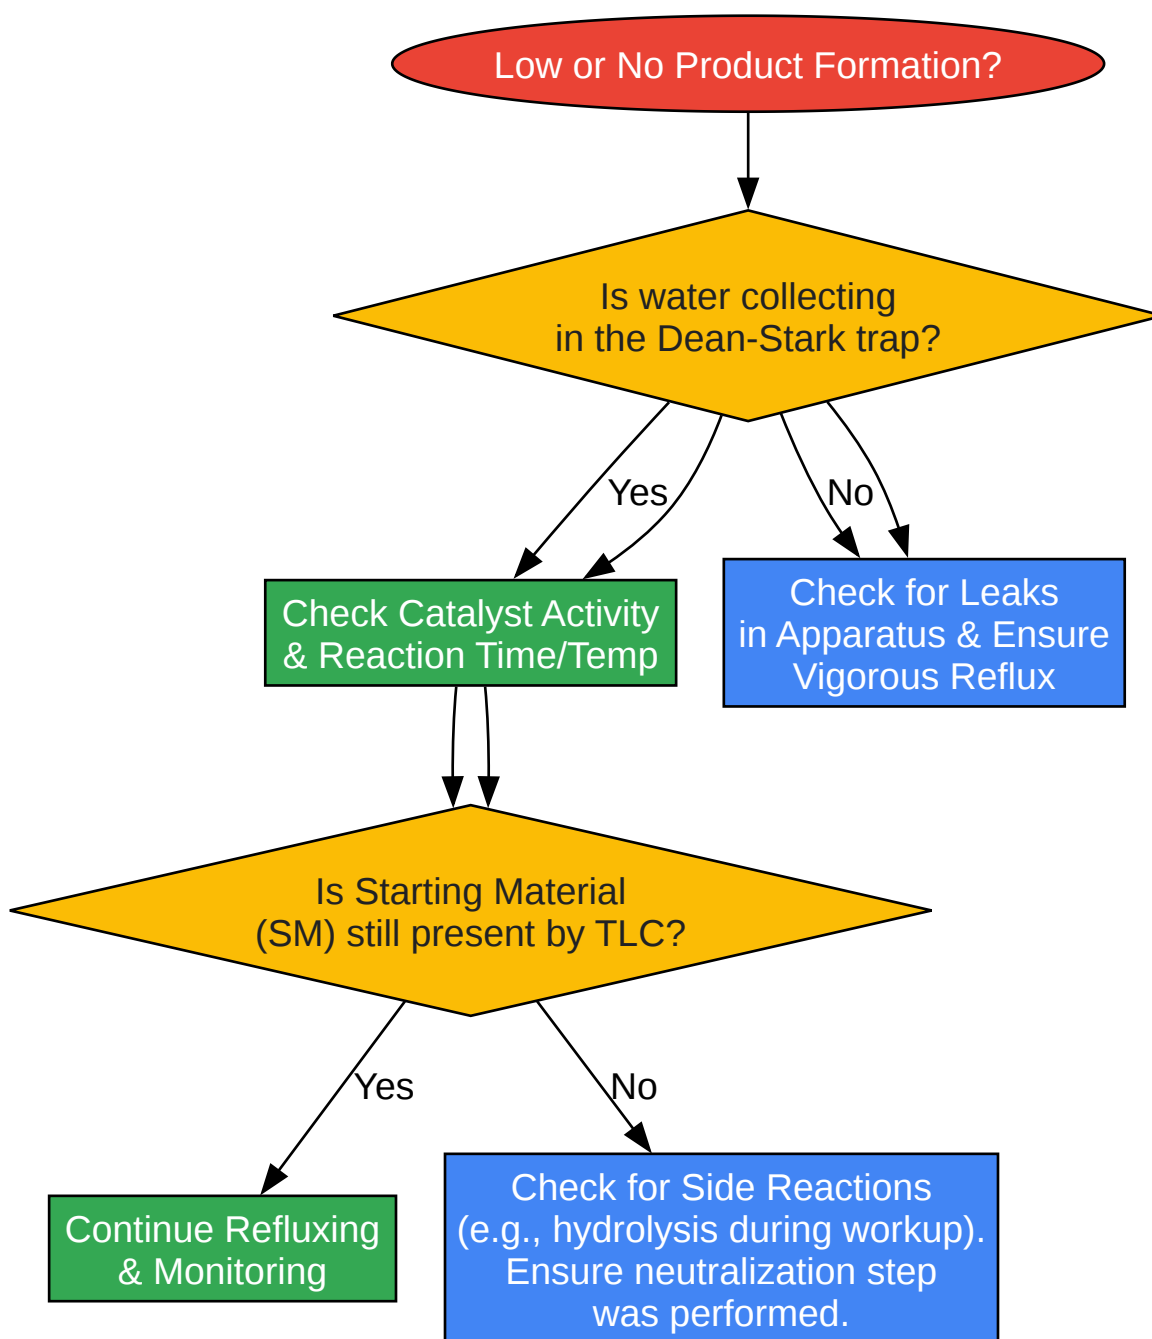 Low or No Product Formation?
Is water collecting
in the Dean-Stark trap?
Yes
No
Check Catalyst Activity
& Reaction Time/Temp
Check for Leaks
in Apparatus & Ensure
Vigorous Reflux
Is Starting Material
(SM) still present by TLC?
Yes
No
Continue Refluxing
& Monitoring
Check for Side Reactions
(e.g., hydrolysis during workup).
Ensure neutralization step
was performed.